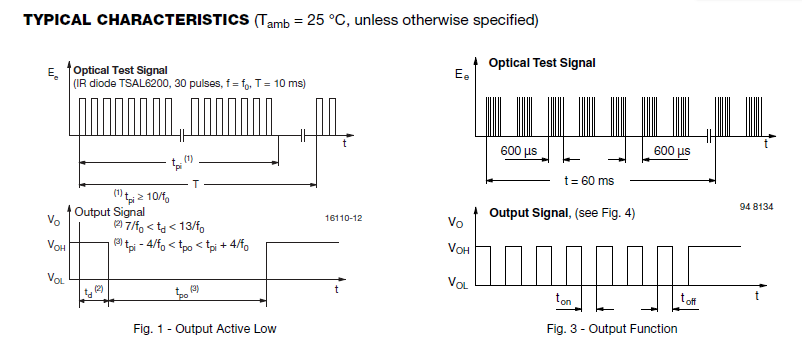 TYPICAL CHARACTERISTICS (Tamb = 25 °C, unless otherwise specified)
Ee
Optical Test Signal
(IR diode TSAL6200, 30 pulses, f = f0, T = 10 ms)
t
tpi (1)
T
(1) tpi ≥ 10/f0
VO
Output Signal
16110-12
(2) 7/f0 < td < 13/f0
VOH
(3) tpi - 4/f0 < tpo < tpi + 4/f0
VOL
td (2)
tpo (3)
t
Fig. 1 - Output Active Low
Ee
Optical Test Signal
600 µs
600 µs
t
t = 60 ms
94 8134
VO
Output Signal, (see Fig. 4)
VOH
VOL
ton
toff
t
Fig. 3 - Output Function